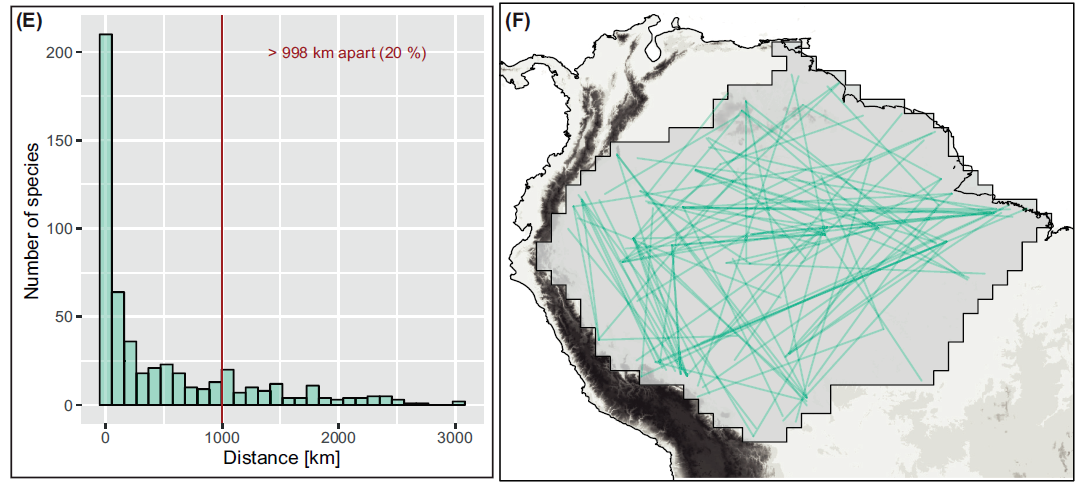 (E)
> 998 km apart (20 %)
200
150
100
50
0
Number of species
0 1000 2000 3000
Distance [km]
(F)